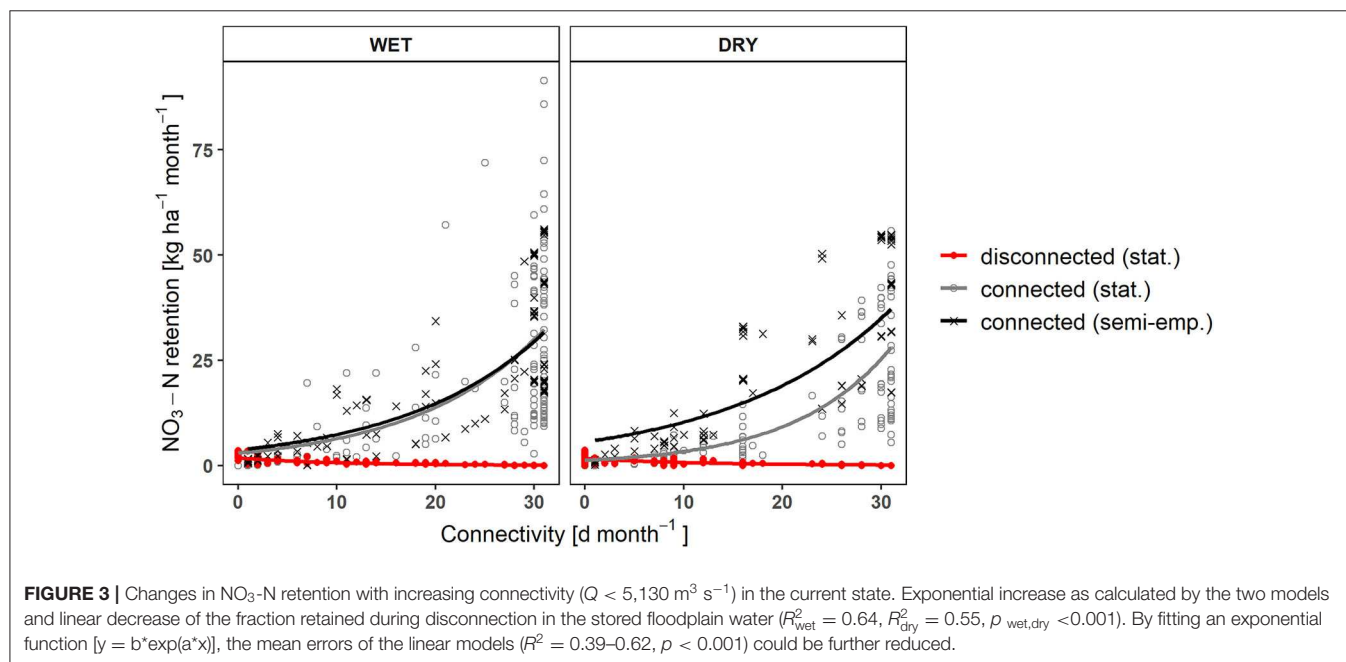 WET DRY
NO₃−N retention [kg ha⁻¹ month⁻¹]
75
50
25
0
0 10 20 30 0 10 20 30
Connectivity [d month⁻¹]
disconnected (stat.)
connected (stat.)
connected (semi-emp.)
FIGURE 3 | Changes in NO₃-N retention with increasing connectivity (Q < 5,130 m³ s⁻¹) in the current state. Exponential increase as calculated by the two models
and linear decrease of the fraction retained during disconnection in the stored floodplain water (R²wet = 0.64, R²dry = 0.55, p wet,dry <0.001). By fitting an exponential
function [y = b*exp(a*x)], the mean errors of the linear models (R² = 0.39–0.62, p < 0.001) could be further reduced.